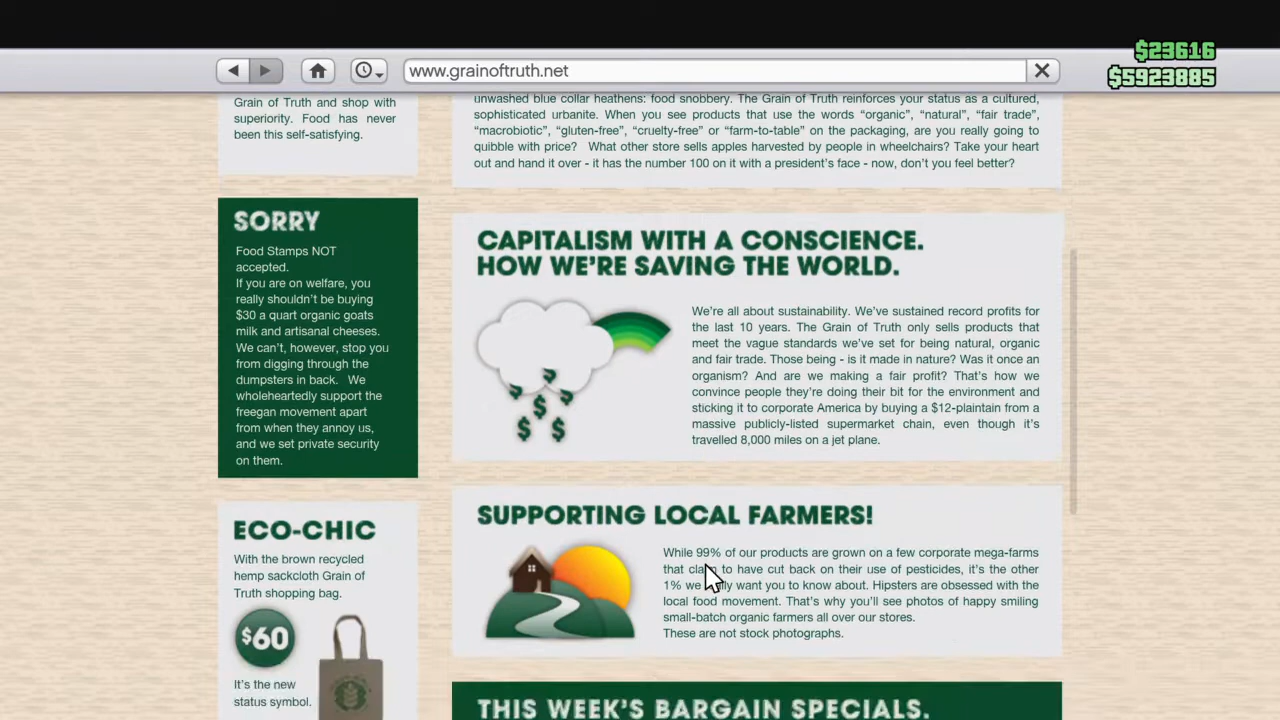 $23616
$5923885
www.grainoftruth.net
Grain of Truth and shop with
superiority. Food has never
been this self-satisfying.
SORRY
Food Stamps NOT
accepted.
If you are on welfare, you
really shouldn't be buying
$30 a quart organic goats
milk and artisanal cheeses.
We can't, however, stop you
from digging through the
dumpsters in back. We
wholeheartedly support the
freegan movement apart
from when they annoy us,
and we set private security
on them.
ECO-CHIC
With the brown recycled
hemp sackcloth Grain of
Truth shopping bag.
$60
It's the new
status symbol.
unwashed blue collar heathens: food snobbery. The Grain of Truth reinforces your status as a cultured,
sophisticated urbanite. When you see products that use the words “organic”, “natural”, “fair trade”,
“macrobiotic”, “gluten-free”, “cruelty-free” or “farm-to-table” on the packaging, are you really going to
quibble with price? What other store sells apples harvested by people in wheelchairs? Take your heart
out and hand it over - it has the number 100 on it with a president's face - now, don't you feel better?
CAPITALISM WITH A CONSCIENCE.
HOW WE'RE SAVING THE WORLD.
We're all about sustainability. We've sustained record profits for
the last 10 years. The Grain of Truth only sells products that
meet the vague standards we've set for being natural, organic
and fair trade. Those being - is it made in nature? Was it once an
organism? And are we making a fair profit? That's how we
convince people they're doing their bit for the environment and
sticking it to corporate America by buying a $12-plaintain from a
massive publicly-listed supermarket chain, even though it's
travelled 8,000 miles on a jet plane.
SUPPORTING LOCAL FARMERS!
While 99% of our products are grown on a few corporate mega-farms
that claim to have cut back on their use of pesticides, it's the other
1% we really want you to know about. Hipsters are obsessed with the
local food movement. That's why you'll see photos of happy smiling
small-batch organic farmers all over our stores.
These are not stock photographs.
THIS WEEK'S BARGAIN SPECIALS.